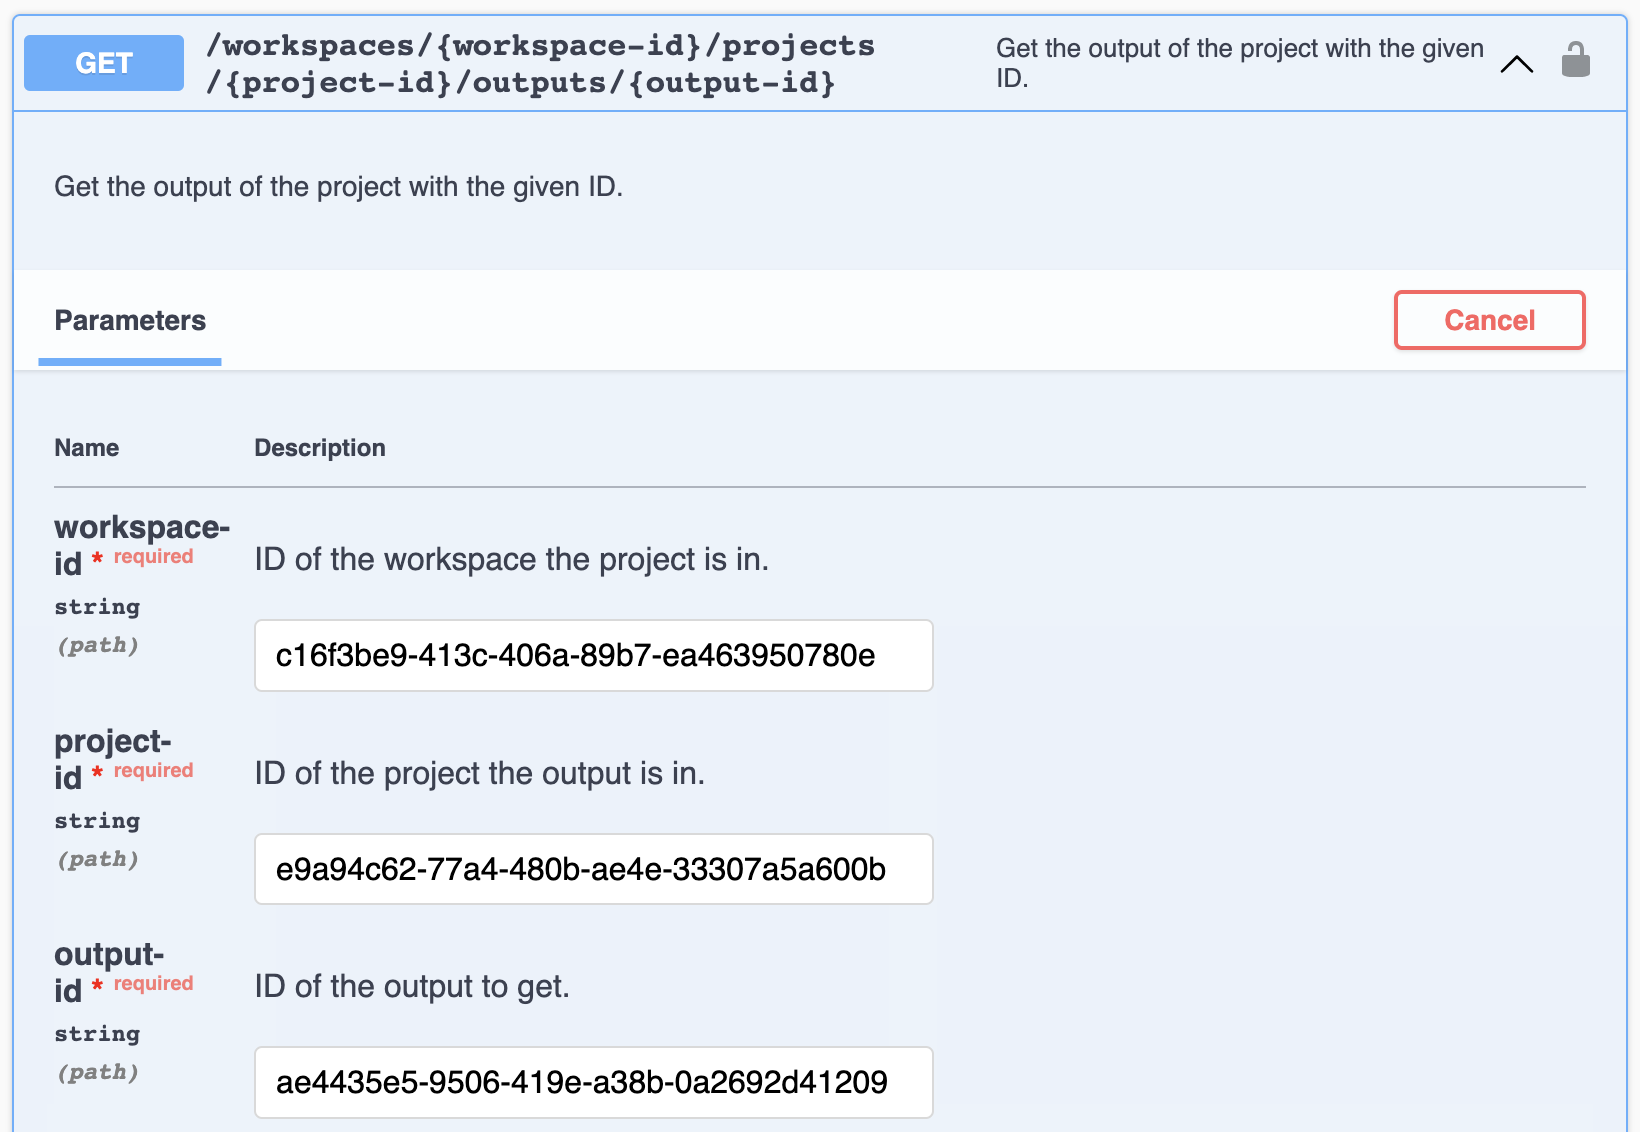 GET
/workspaces/{workspace-id}/projects
/{project-id}/outputs/{output-id}
Get the output of the project with the given
ID.
Get the output of the project with the given ID.
Parameters
Cancel
Name Description
workspace-
id * required
string
(path)
ID of the workspace the project is in.
c16f3be9-413c-406a-89b7-ea463950780e
project-
id * required
string
(path)
ID of the project the output is in.
e9a94c62-77a4-480b-ae4e-33307a5a600b
output-
id * required
string
(path)
ID of the output to get.
ae4435e5-9506-419e-a38b-0a2692d41209